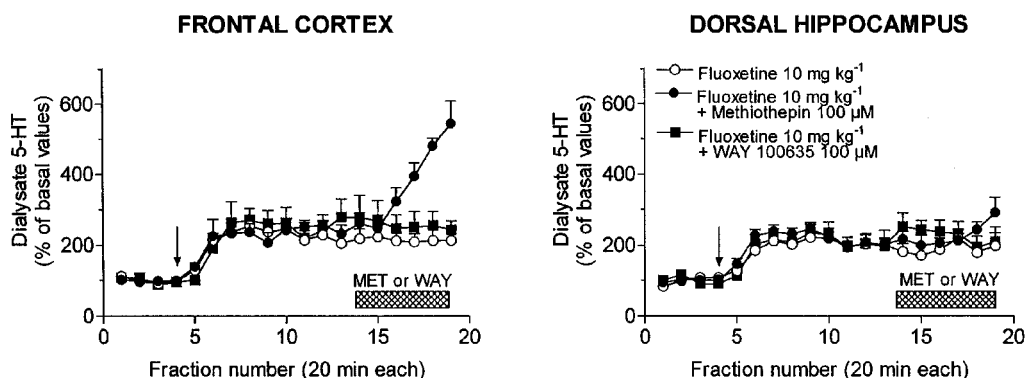 FRONTAL CORTEX
Dialysate 5-HT
(% of basal values)
600
400
200
0
MET or WAY
0 5 10 15 20
Fraction number (20 min each)
DORSAL HIPPOCAMPUS
Dialysate 5-HT
(% of basal values)
600
400
200
0
Fluoxetine 10 mg kg⁻¹
Fluoxetine 10 mg kg⁻¹
+ Methiothepin 100 µM
Fluoxetine 10 mg kg⁻¹
+ WAY 100635 100 µM
MET or WAY
0 5 10 15 20
Fraction number (20 min each)